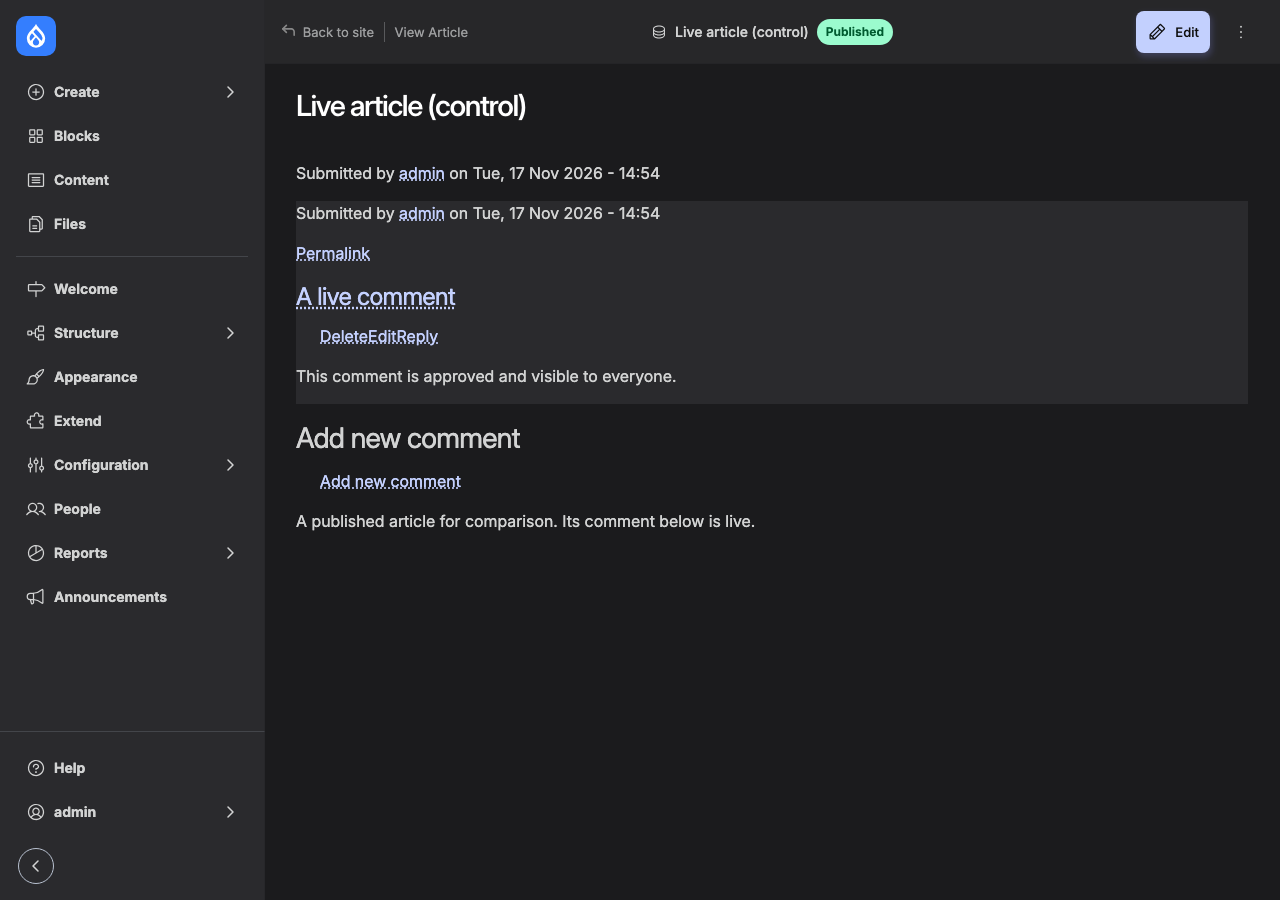 Create
Blocks
Content
Files
Welcome
Structure
Appearance
Extend
Configuration
People
Reports
Announcements
Help
admin
Back to site
View Article
Live article (control)
Published
Edit
Live article (control)
Submitted by admin on Tue, 17 Nov 2026 - 14:54
Submitted by admin on Tue, 17 Nov 2026 - 14:54
Permalink
A live comment
DeleteEditReply
This comment is approved and visible to everyone.
Add new comment
Add new comment
A published article for comparison. Its comment below is live.